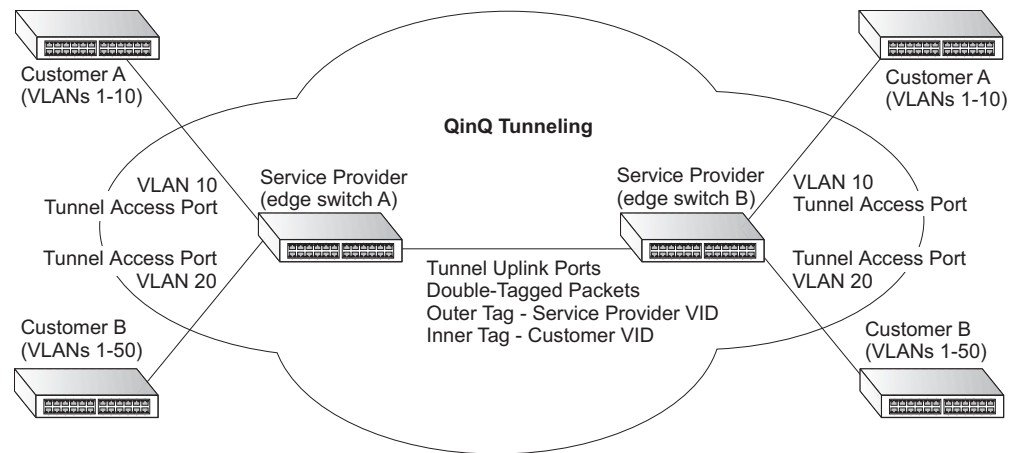 Customer A
(VLANs 1-10)
Customer A
(VLANs 1-10)
QinQ Tunneling
VLAN 10
Tunnel Access Port
Service Provider
(edge switch A)
Service Provider
(edge switch B)
VLAN 10
Tunnel Access Port
Tunnel Access Port
VLAN 20
Tunnel Uplink Ports
Double-Tagged Packets
Outer Tag - Service Provider VID
Inner Tag - Customer VID
Tunnel Access Port
VLAN 20
Customer B
(VLANs 1-50)
Customer B
(VLANs 1-50)